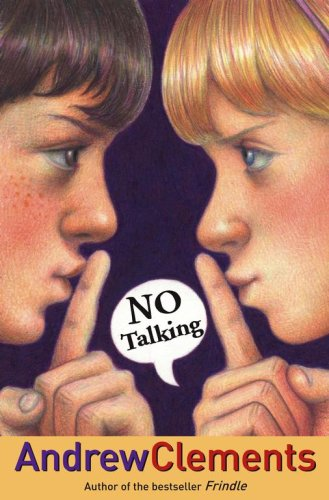 NO
Talking
AndrewClements
Author of the bestseller Frindle